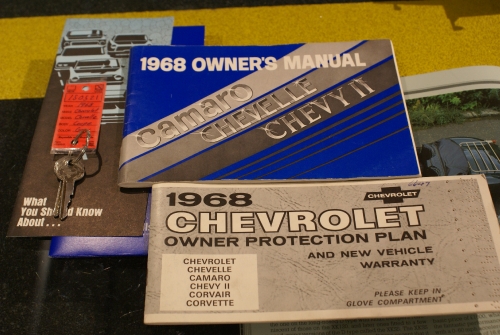 1968 OWNER'S MANUAL
camaro
CHEVELLE
CHEVY II
What
You Should Know
About . . .
1968
CHEVROLET
CHEVROLET
OWNER PROTECTION PLAN
AND NEW VEHICLE
WARRANTY
CHEVROLET
CHEVELLE
CAMARO
CHEVY II
CORVAIR
CORVETTE
PLEASE KEEP IN
GLOVE COMPARTMENT